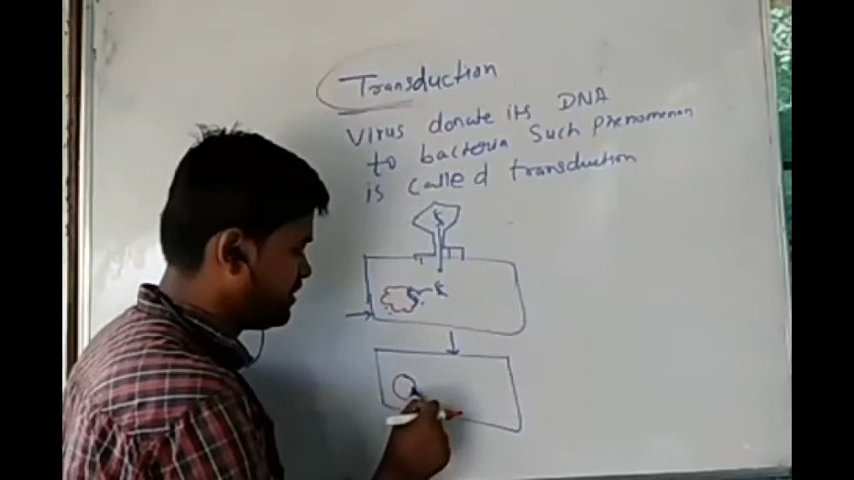 Transduction
Virus donate its DNA
to bacteria Such phenomenon
is called transduction